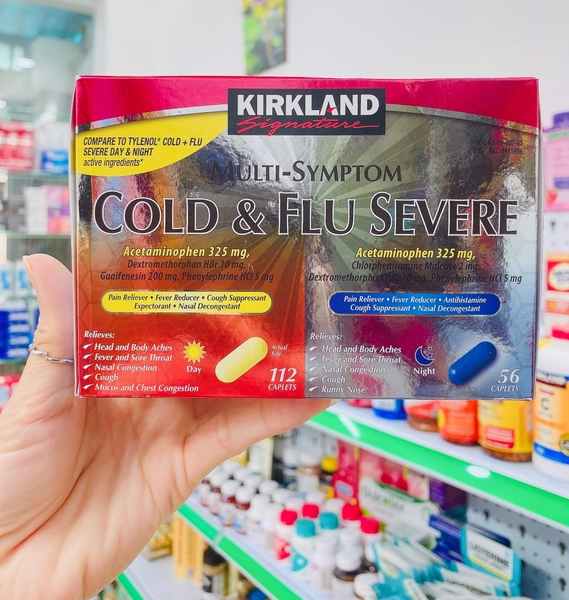 KIRKLAND
Signature
COMPARE TO TYLENOL® COLD + FLU
SEVERE DAY & NIGHT
active ingredients*
MULTI-SYMPTOM
COLD & FLU SEVERE
Acetaminophen 325 mg,
Dextromethorphan HBr 10 mg,
Guaifenesin 200 mg, Phenylephrine HCl 5 mg
Pain Reliever • Fever Reducer • Cough Suppressant
Expectorant • Nasal Decongestant
Relieves:
Head and Body Aches
Fever and Sore Throat
Nasal Congestion
Cough
Mucus and Chest Congestion
Day
Actual
Size
112
CAPLETS
Acetaminophen 325 mg,
Chlorpheniramine Maleate 2 mg,
Dextromethorphan HBr 10 mg, Phenylephrine HCl 5 mg
Pain Reliever • Fever Reducer • Antihistamine
Cough Suppressant • Nasal Decongestant
Relieves:
Head and Body Aches
Fever and Sore Throat
Nasal Congestion
Cough
Runny Nose
Night
56
CAPLETS